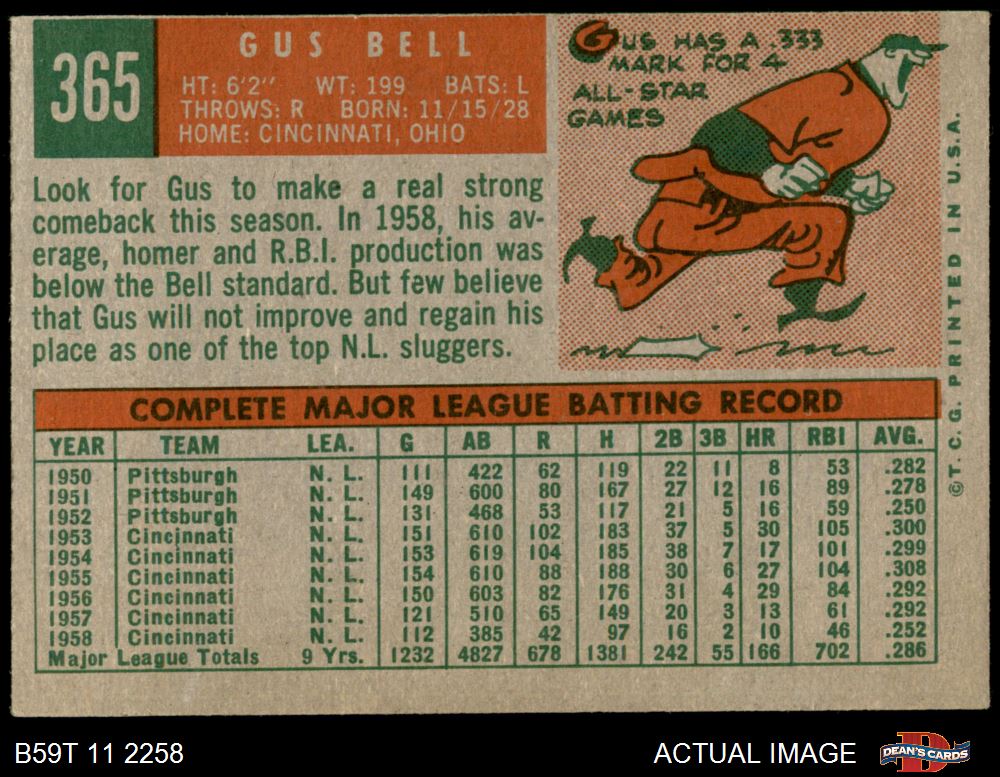 365
GUS BELL
HT: 6'2" WT: 199 BATS: L
THROWS: R BORN: 11/15/28
HOME: CINCINNATI, OHIO
GUS HAS A .333
MARK FOR 4
ALL-STAR
GAMES
Look for Gus to make a real strong
comeback this season. In 1958, his av-
erage, homer and R.B.I. production was
below the Bell standard. But few believe
that Gus will not improve and regain his
place as one of the top N.L. sluggers.
COMPLETE MAJOR LEAGUE BATTING RECORD
YEAR TEAM LEA. G AB R H 2B 3B HR RBI AVG.
1950 Pittsburgh N. L. 111 422 62 119 22 11 8 53 .282
1951 Pittsburgh N. L. 149 600 80 167 27 12 16 89 .278
1952 Pittsburgh N. L. 131 468 53 117 21 5 16 59 .250
1953 Cincinnati N. L. 151 610 102 183 37 5 30 105 .300
1954 Cincinnati N. L. 153 619 104 185 38 7 17 101 .299
1955 Cincinnati N. L. 154 610 88 188 30 6 27 104 .308
1956 Cincinnati N. L. 150 603 82 176 31 4 29 84 .292
1957 Cincinnati N. L. 121 510 65 149 20 3 13 61 .292
1958 Cincinnati N. L. 112 385 42 97 16 2 10 46 .252
Major League Totals 9 Yrs. 1232 4827 678 1381 242 55 166 702 .286
© T. C. G. PRINTED IN U.S.A.
B59T 11 2258
ACTUAL IMAGE
D
DEAN'S CARDS